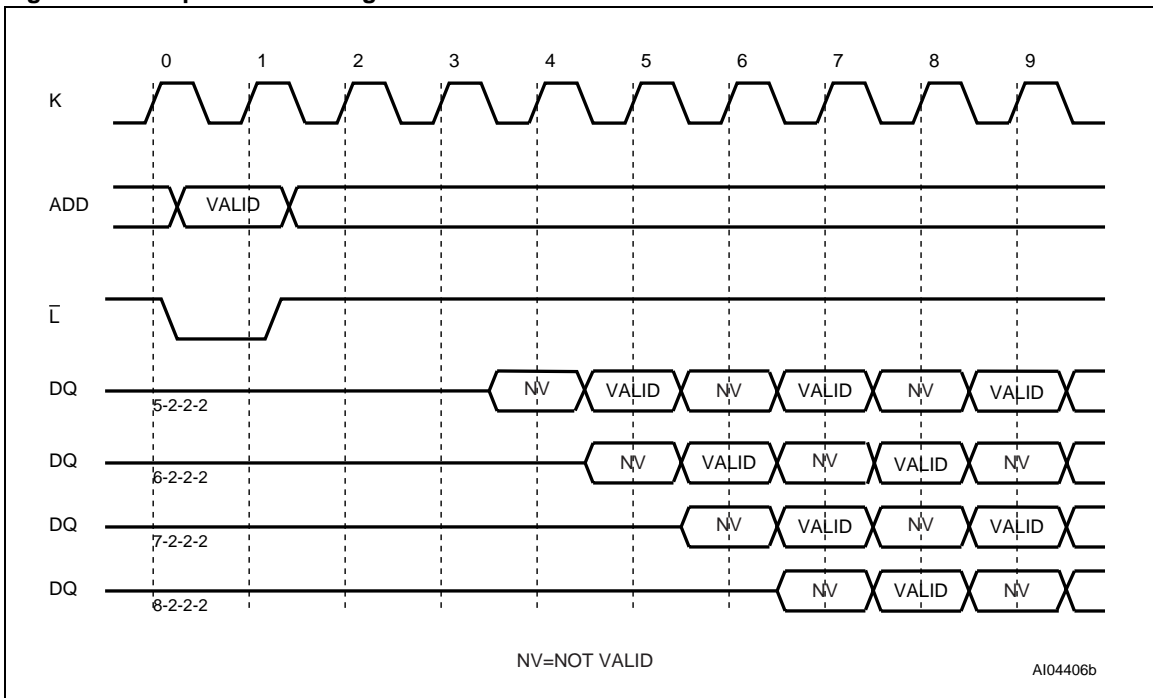 0 1 2 3 4 5 6 7 8 9
K
ADD VALID
L
DQ NV VALID NV VALID NV VALID
5-2-2-2
DQ NV VALID NV VALID NV
6-2-2-2
DQ NV VALID NV VALID
7-2-2-2
DQ NV VALID NV
8-2-2-2
NV=NOT VALID
AI04406b